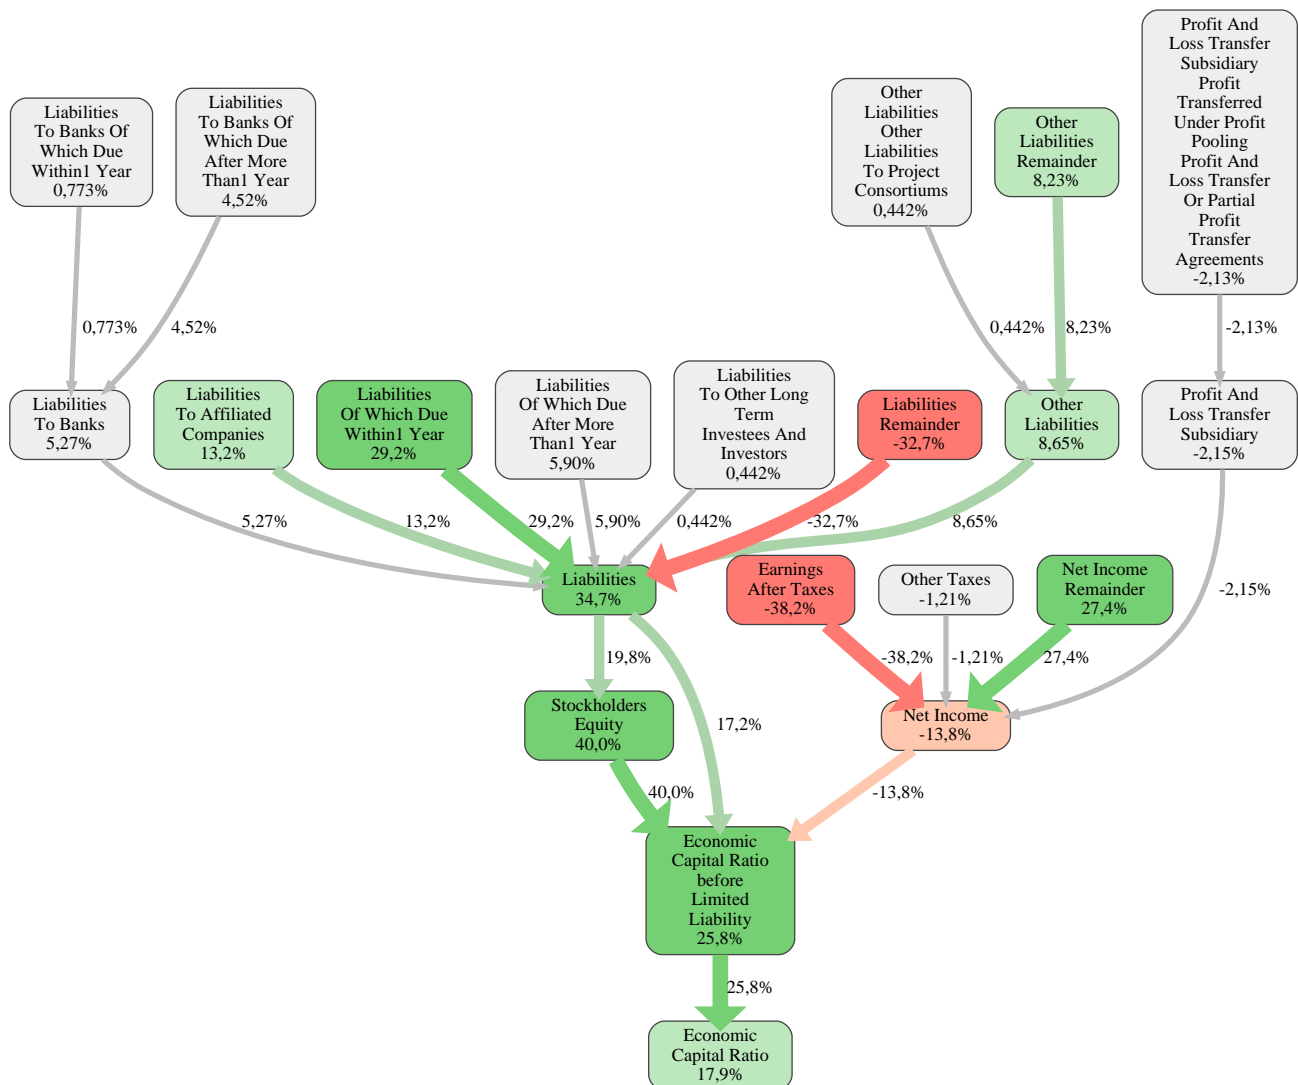 Profit And
Loss Transfer
Subsidiary
Profit
Transferred
Under Profit
Pooling
Profit And
Loss Transfer
Or Partial
Profit
Transfer
Agreements
-2,13%
Liabilities
To Banks Of
Which Due
Within1 Year
0,773%
Liabilities
To Banks Of
Which Due
After More
Than1 Year
4,52%
Other
Liabilities
Other
Liabilities
To Project
Consortiums
0,442%
Other
Liabilities
Remainder
8,23%
0,773%
4,52%
0,442%
8,23%
-2,13%
Liabilities
To Banks
5,27%
Liabilities
To Affiliated
Companies
13,2%
Liabilities
Of Which Due
Within1 Year
29,2%
Liabilities
Of Which Due
After More
Than1 Year
5,90%
Liabilities
To Other Long
Term
Investees And
Investors
0,442%
Liabilities
Remainder
-32,7%
Other
Liabilities
8,65%
Profit And
Loss Transfer
Subsidiary
-2,15%
5,27%
13,2%
29,2%
5,90%
0,442%
-32,7%
8,65%
Liabilities
34,7%
Earnings
After Taxes
-38,2%
Other Taxes
-1,21%
Net Income
Remainder
27,4%
-2,15%
19,8%
-38,2%
-1,21%
27,4%
Stockholders
Equity
40,0%
17,2%
Net Income
-13,8%
40,0%
-13,8%
Economic
Capital Ratio
before
Limited
Liability
25,8%
25,8%
Economic
Capital Ratio
17,9%